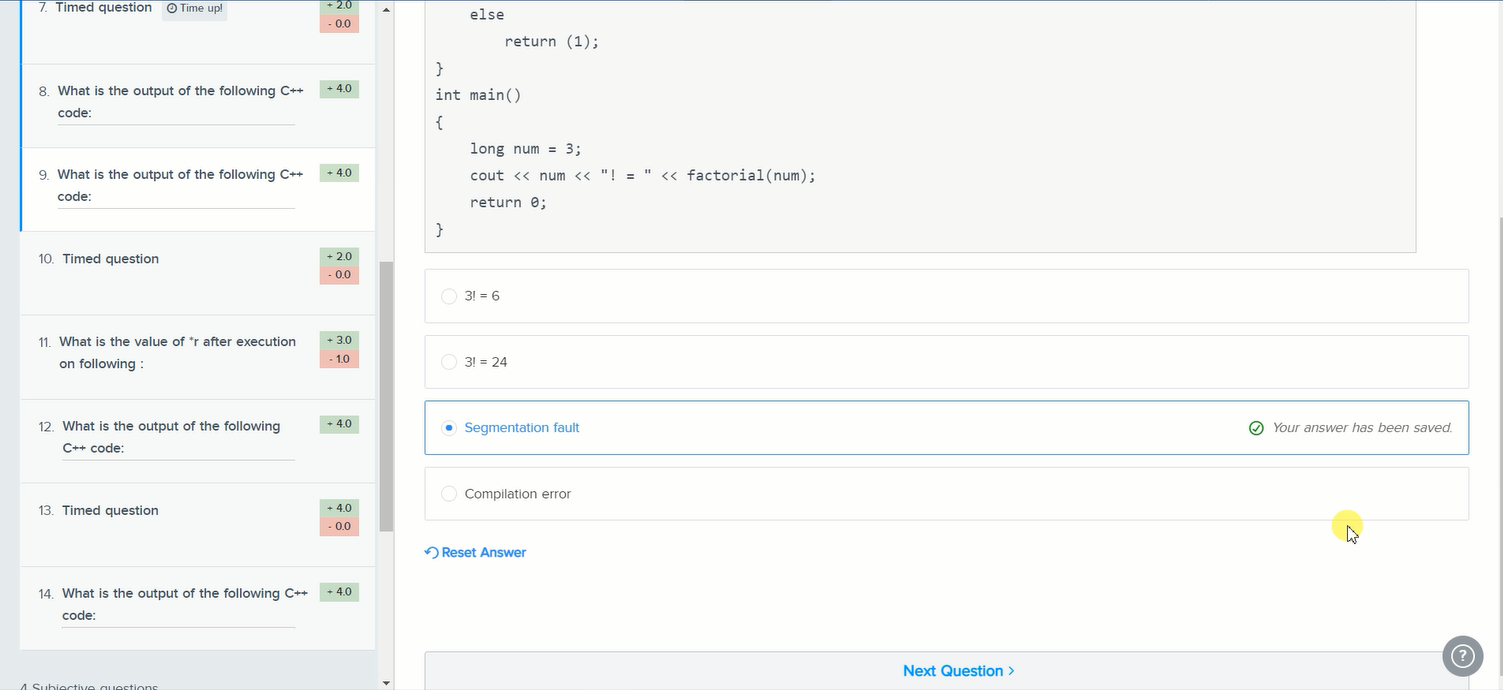 7. Timed question Time up! + 2.0
- 0.0
8. What is the output of the following C++ + 4.0
code:
9. What is the output of the following C++ + 4.0
code:
10. Timed question + 2.0
- 0.0
11. What is the value of *r after execution + 3.0
on following : - 1.0
12. What is the output of the following + 4.0
C++ code:
13. Timed question + 4.0
- 0.0
14. What is the output of the following C++ + 4.0
code:
4 Subjective questions
else
return (1);
}
int main()
{
long num = 3;
cout << num << "! = " << factorial(num);
return 0;
}
3! = 6
3! = 24
Segmentation fault Your answer has been saved.
Compilation error
Reset Answer
Next Question >
?